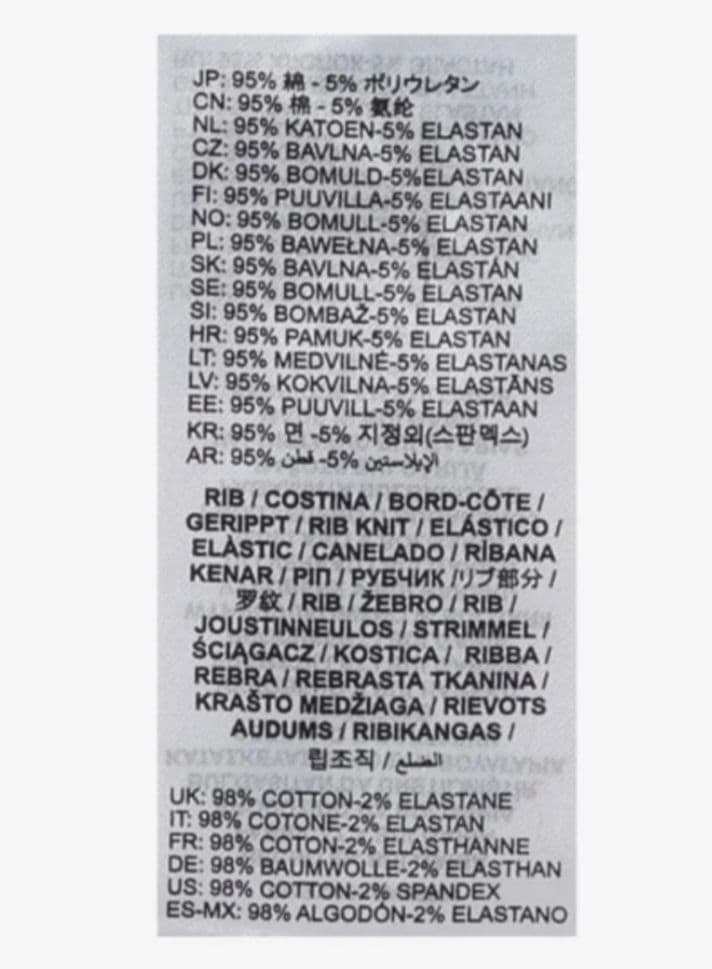 JP: 95% 綿 - 5% ポリウレタン
CN: 95% 棉 - 5% 氨纶
NL: 95% KATOEN-5% ELASTAN
CZ: 95% BAVLNA-5% ELASTAN
DK: 95% BOMULD-5%ELASTAN
FI: 95% PUUVILLA-5% ELASTAANI
NO: 95% BOMULL-5% ELASTAN
PL: 95% BAWEŁNA-5% ELASTAN
SK: 95% BAVLNA-5% ELASTÁN
SE: 95% BOMULL-5% ELASTAN
SI: 95% BOMBAŽ-5% ELASTAN
HR: 95% PAMUK-5% ELASTAN
LT: 95% MEDVILNĖ-5% ELASTANAS
LV: 95% KOKVILNA-5% ELASTĀNS
EE: 95% PUUVILL-5% ELASTAAN
KR: 95% 면 -5% 지정외(스판덱스)
AR: 95% قطن -5% الإيلاستين
RIB / COSTINA / BORD-CÔTE /
GERIPPT / RIB KNIT / ELÁSTICO /
ELÀSTIC / CANELADO / RİBANA
KENAR / ΡΙΠ / РУБЧИК /リブ部分 /
罗纹 / RIB / ŽEBRO / RIB /
JOUSTINNEULOS / STRIMMEL /
ŚCIĄGACZ / KOSTICA / RIBBA /
REBRA / REBRASTA TKANINA /
KRAŠTO MEDŽIAGA / RIEVOTS
AUDUMS / RIBIKANGAS /
립조직 / المضلع
UK: 98% COTTON-2% ELASTANE
IT: 98% COTONE-2% ELASTAN
FR: 98% COTON-2% ELASTHANNE
DE: 98% BAUMWOLLE-2% ELASTHAN
US: 98% COTTON-2% SPANDEX
ES-MX: 98% ALGODÓN-2% ELASTANO